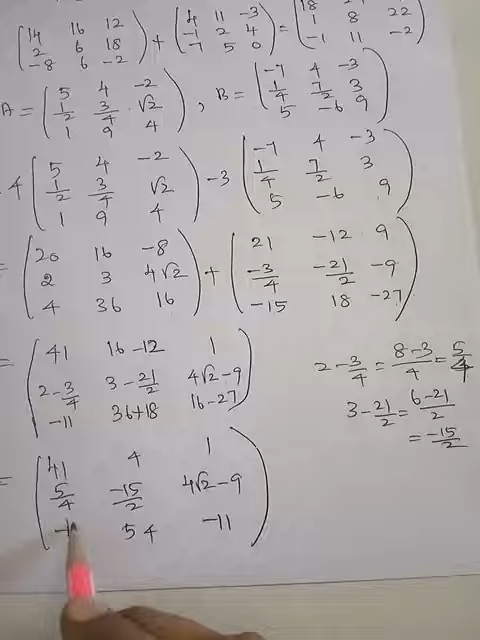 (14 16 12) + (4 11 -3) = (18
(2 6 18) (-1 2 4) (1 8 22)
(-8 6 -2) (-7 5 0) (-1 11 -2)
A = (5 4 -2), B = (-7 4 -3)
(1/2 3/4 √2) (1/4 7/2 3)
(1 9 4) (5 -6 9)
4 (5 4 -2) -3 (-7 4 -3)
(1/2 3/4 √2) (1/4 7/2 3)
(1 9 4) (5 -6 9)
= (20 16 -8) + (21 -12 9)
(2 3 4√2) (-3/4 -21/2 -9)
(4 36 16) (-15 18 -27)
= (41 16-12 1)
(2-3/4 3-21/2 4√2-9)
(-11 36+18 16-27)
2-3/4 = 8-3/4 = 5/4
3-21/2 = 6-21/2
= -15/2
= (41 4 1)
(5/4 -15/2 4√2-9)
(54 -11)